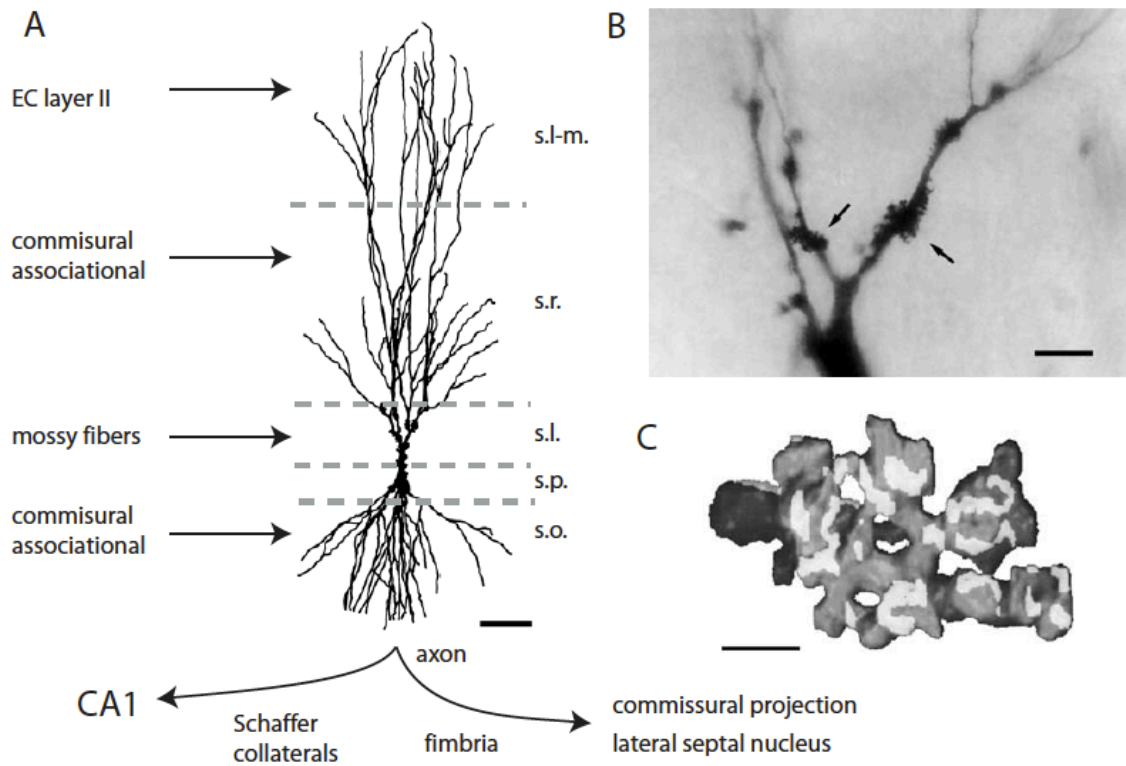 A
EC layer II
s.l-m.
commisural
associational
s.r.
mossy fibers
s.l.
s.p.
commisural
associational
s.o.
axon
CA1
Schaffer
collaterals
fimbria
commissural projection
lateral septal nucleus
B
C